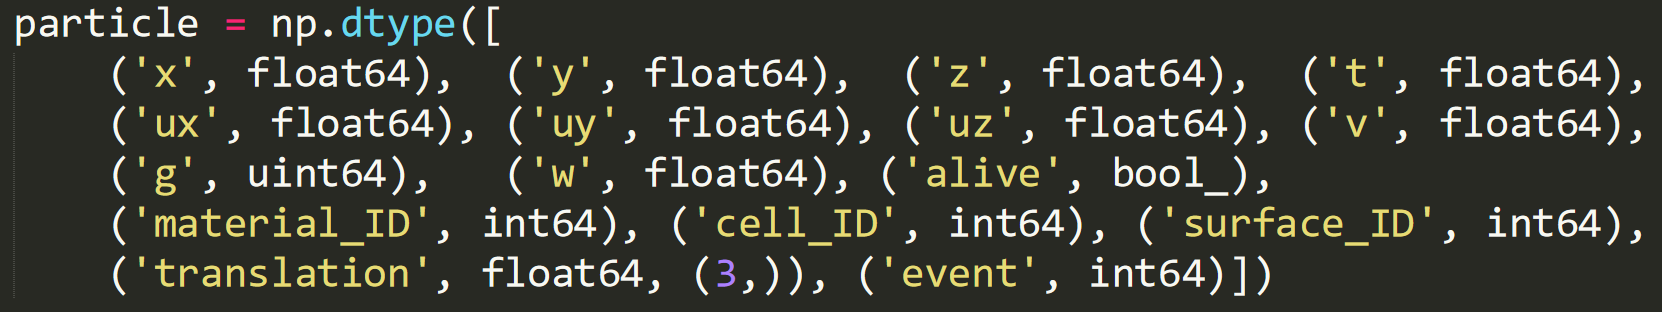 particle = np.dtype([
('x', float64), ('y', float64), ('z', float64), ('t', float64),
('ux', float64), ('uy', float64), ('uz', float64), ('v', float64),
('g', uint64), ('w', float64), ('alive', bool_),
('material_ID', int64), ('cell_ID', int64), ('surface_ID', int64),
('translation', float64, (3,)), ('event', int64)])